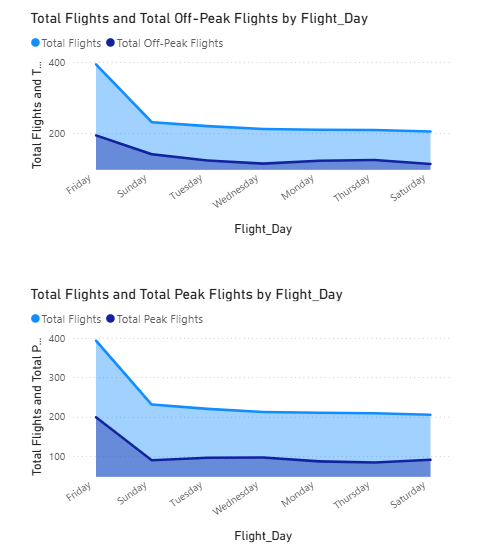 Total Flights and Total Off-Peak Flights by Flight_Day
Total Flights Total Off-Peak Flights
Total Flights and T...
400
200
Friday
Sunday
Tuesday
Wednesday
Monday
Thursday
Saturday
Flight_Day
Total Flights and Total Peak Flights by Flight_Day
Total Flights Total Peak Flights
Total Flights and Total P...
400
300
200
100
Friday
Sunday
Tuesday
Wednesday
Monday
Thursday
Saturday
Flight_Day